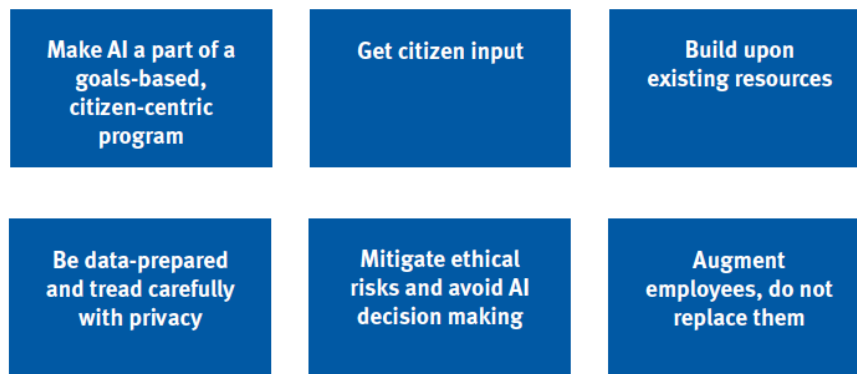 Make AI a part of a
goals-based,
citizen-centric
program
Get citizen input
Build upon
existing resources
Be data-prepared
and tread carefully
with privacy
Mitigate ethical
risks and avoid AI
decision making
Augment
employees, do not
replace them